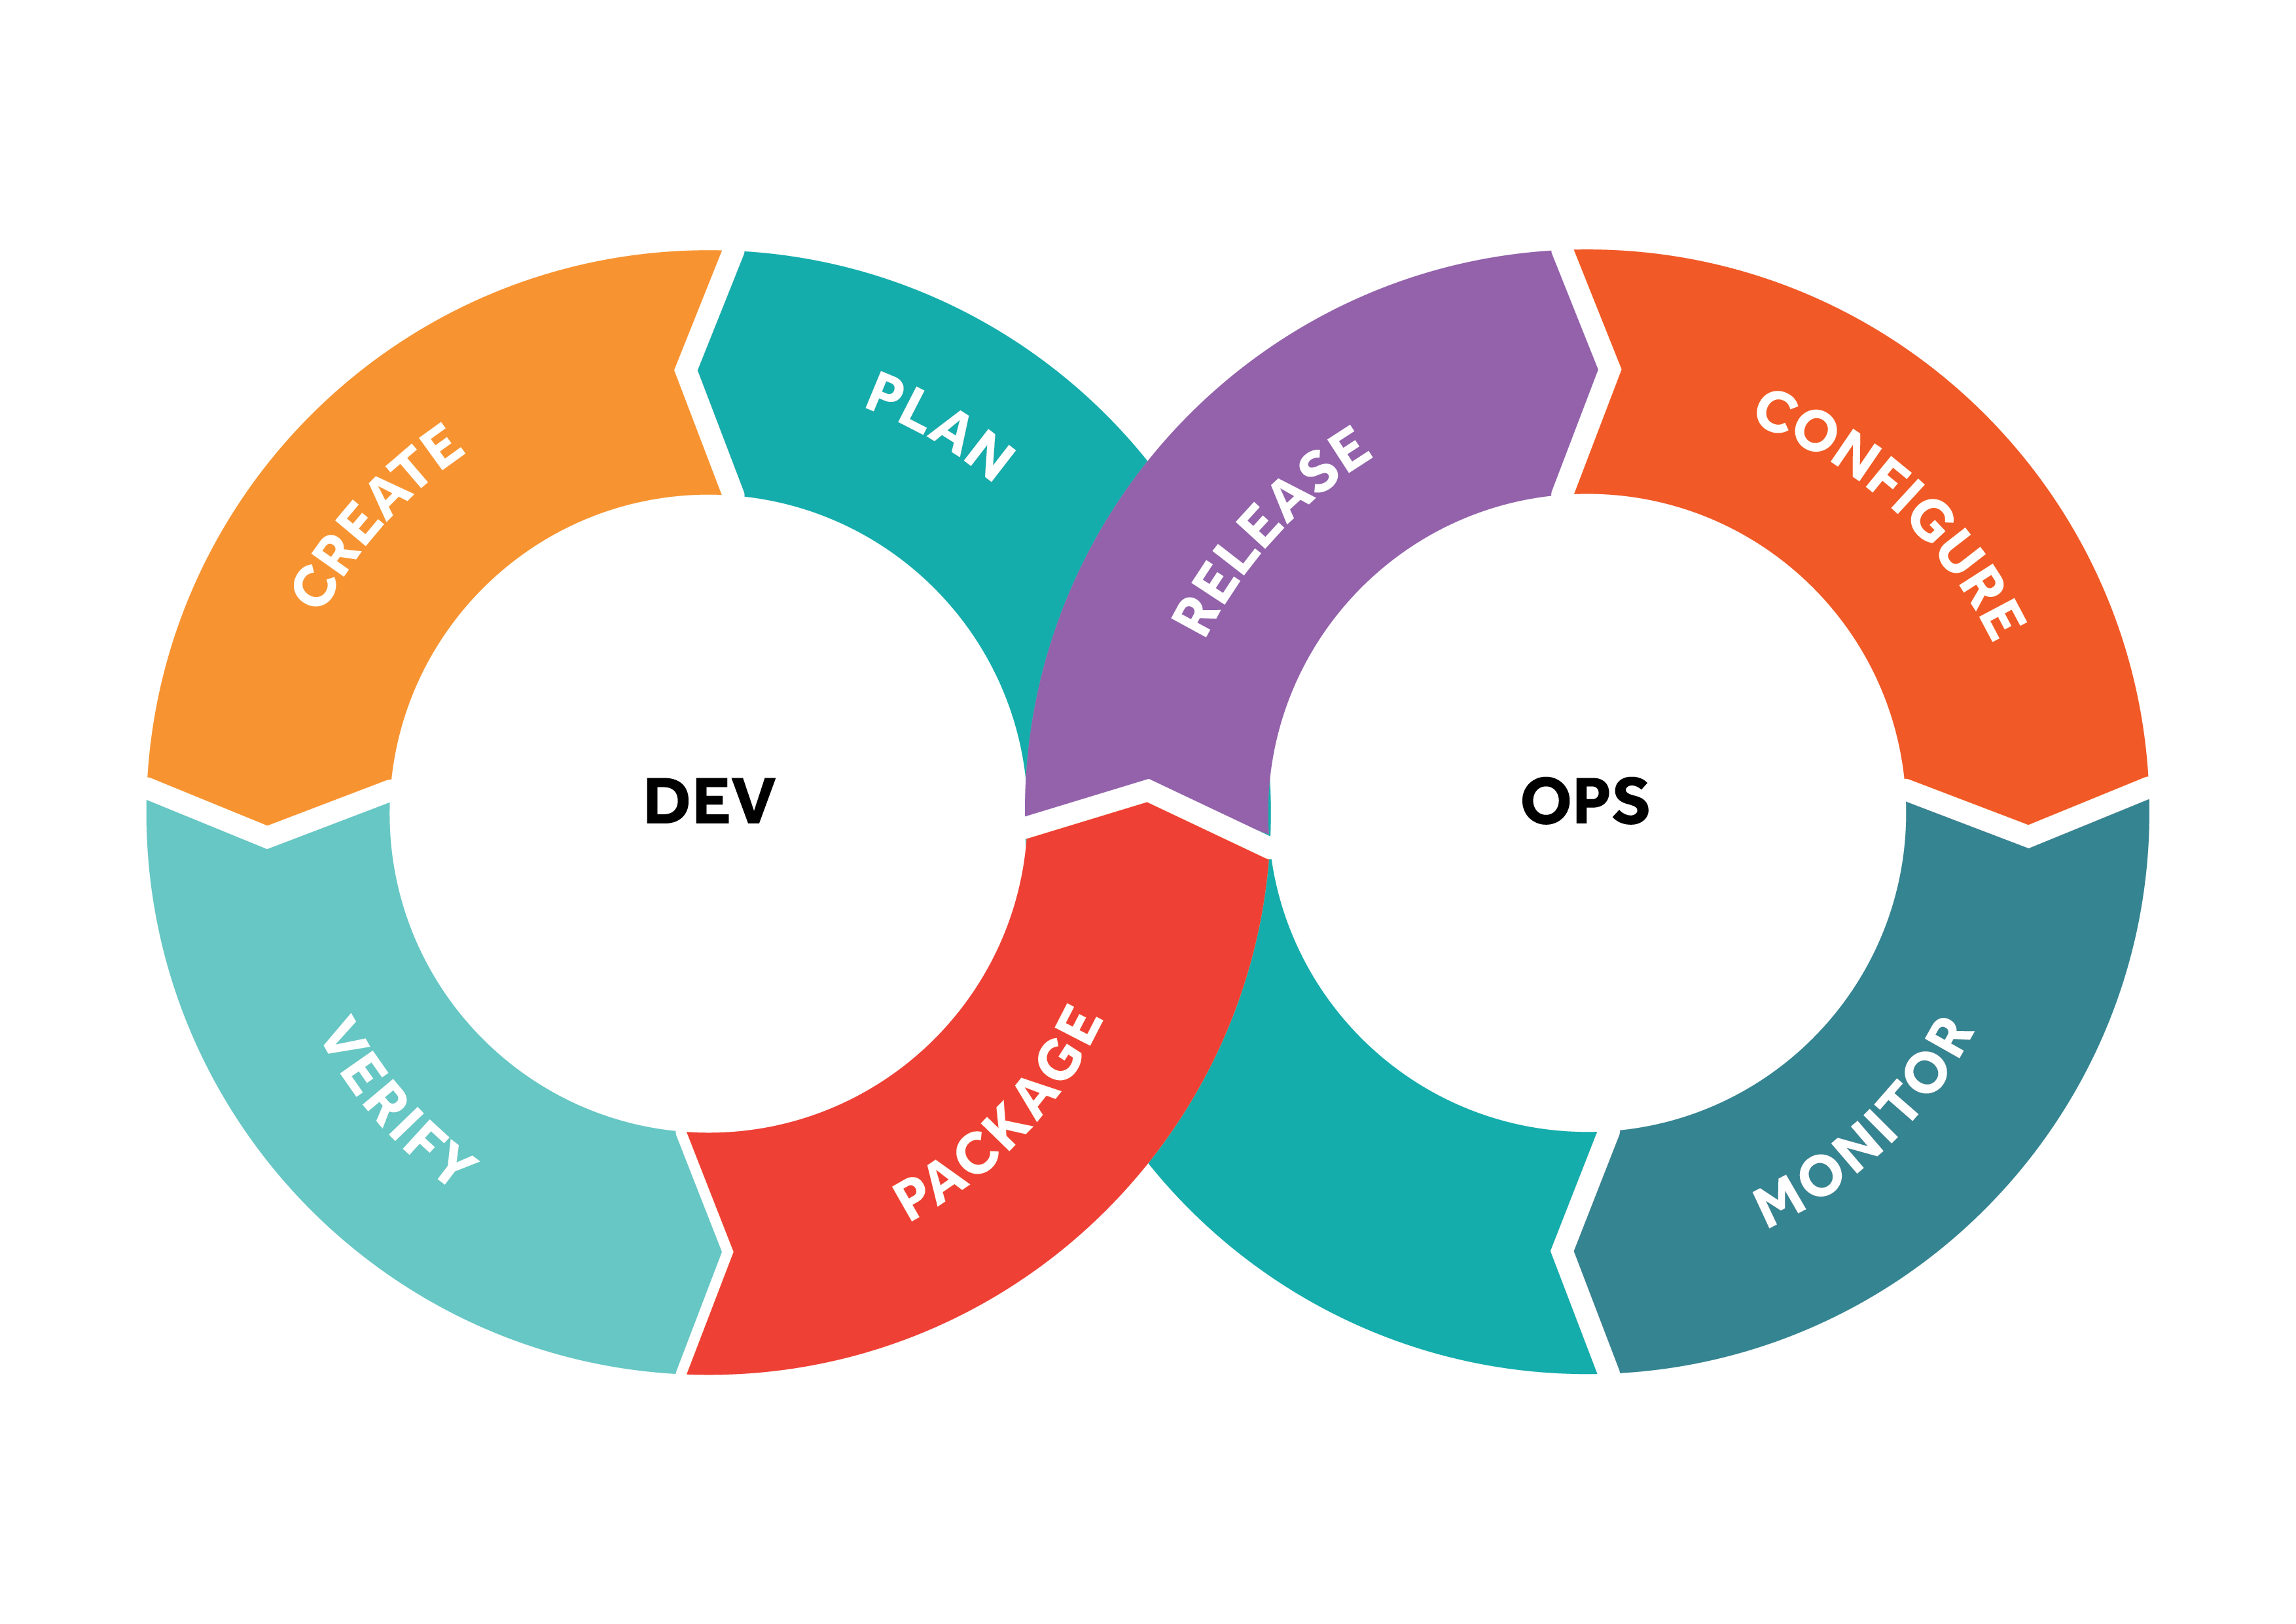 PLAN
CREATE
VERIFY
PACKAGE
RELEASE
CONFIGURE
MONITOR
DEV
OPS